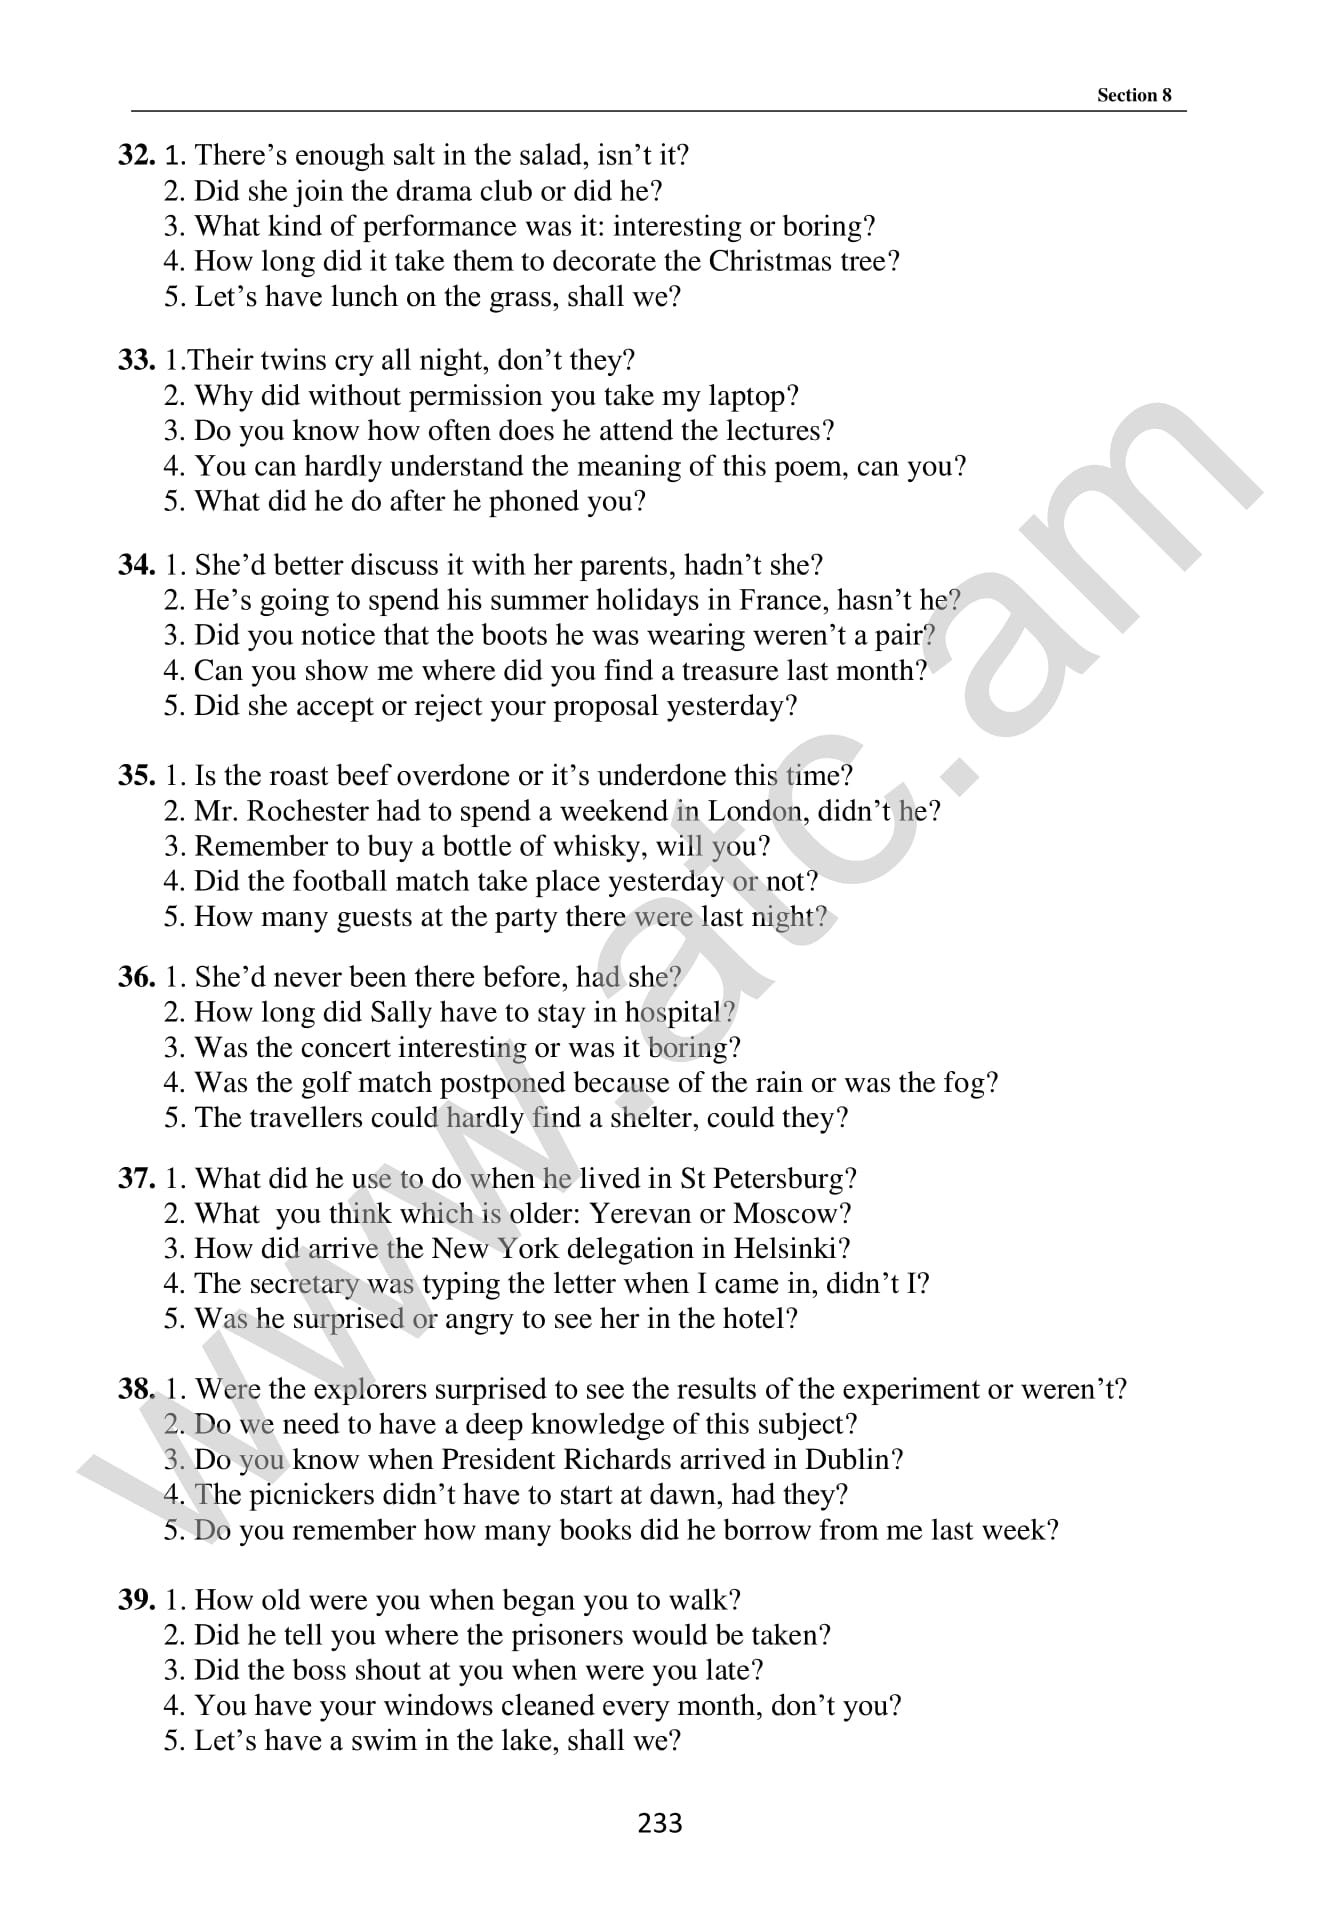 Section 8
32. 1. There’s enough salt in the salad, isn’t it?
2. Did she join the drama club or did he?
3. What kind of performance was it: interesting or boring?
4. How long did it take them to decorate the Christmas tree?
5. Let’s have lunch on the grass, shall we?
33. 1.Their twins cry all night, don’t they?
2. Why did without permission you take my laptop?
3. Do you know how often does he attend the lectures?
4. You can hardly understand the meaning of this poem, can you?
5. What did he do after he phoned you?
34. 1. She’d better discuss it with her parents, hadn’t she?
2. He’s going to spend his summer holidays in France, hasn’t he?
3. Did you notice that the boots he was wearing weren’t a pair?
4. Can you show me where did you find a treasure last month?
5. Did she accept or reject your proposal yesterday?
35. 1. Is the roast beef overdone or it’s underdone this time?
2. Mr. Rochester had to spend a weekend in London, didn’t he?
3. Remember to buy a bottle of whisky, will you?
4. Did the football match take place yesterday or not?
5. How many guests at the party there were last night?
36. 1. She’d never been there before, had she?
2. How long did Sally have to stay in hospital?
3. Was the concert interesting or was it boring?
4. Was the golf match postponed because of the rain or was the fog?
5. The travellers could hardly find a shelter, could they?
37. 1. What did he use to do when he lived in St Petersburg?
2. What  you think which is older: Yerevan or Moscow?
3. How did arrive the New York delegation in Helsinki?
4. The secretary was typing the letter when I came in, didn’t I?
5. Was he surprised or angry to see her in the hotel?
38. 1. Were the explorers surprised to see the results of the experiment or weren’t?
2. Do we need to have a deep knowledge of this subject?
3. Do you know when President Richards arrived in Dublin?
4. The picnickers didn’t have to start at dawn, had they?
5. Do you remember how many books did he borrow from me last week?
39. 1. How old were you when began you to walk?
2. Did he tell you where the prisoners would be taken?
3. Did the boss shout at you when were you late?
4. You have your windows cleaned every month, don’t you?
5. Let’s have a swim in the lake, shall we?
233
www.atc.am